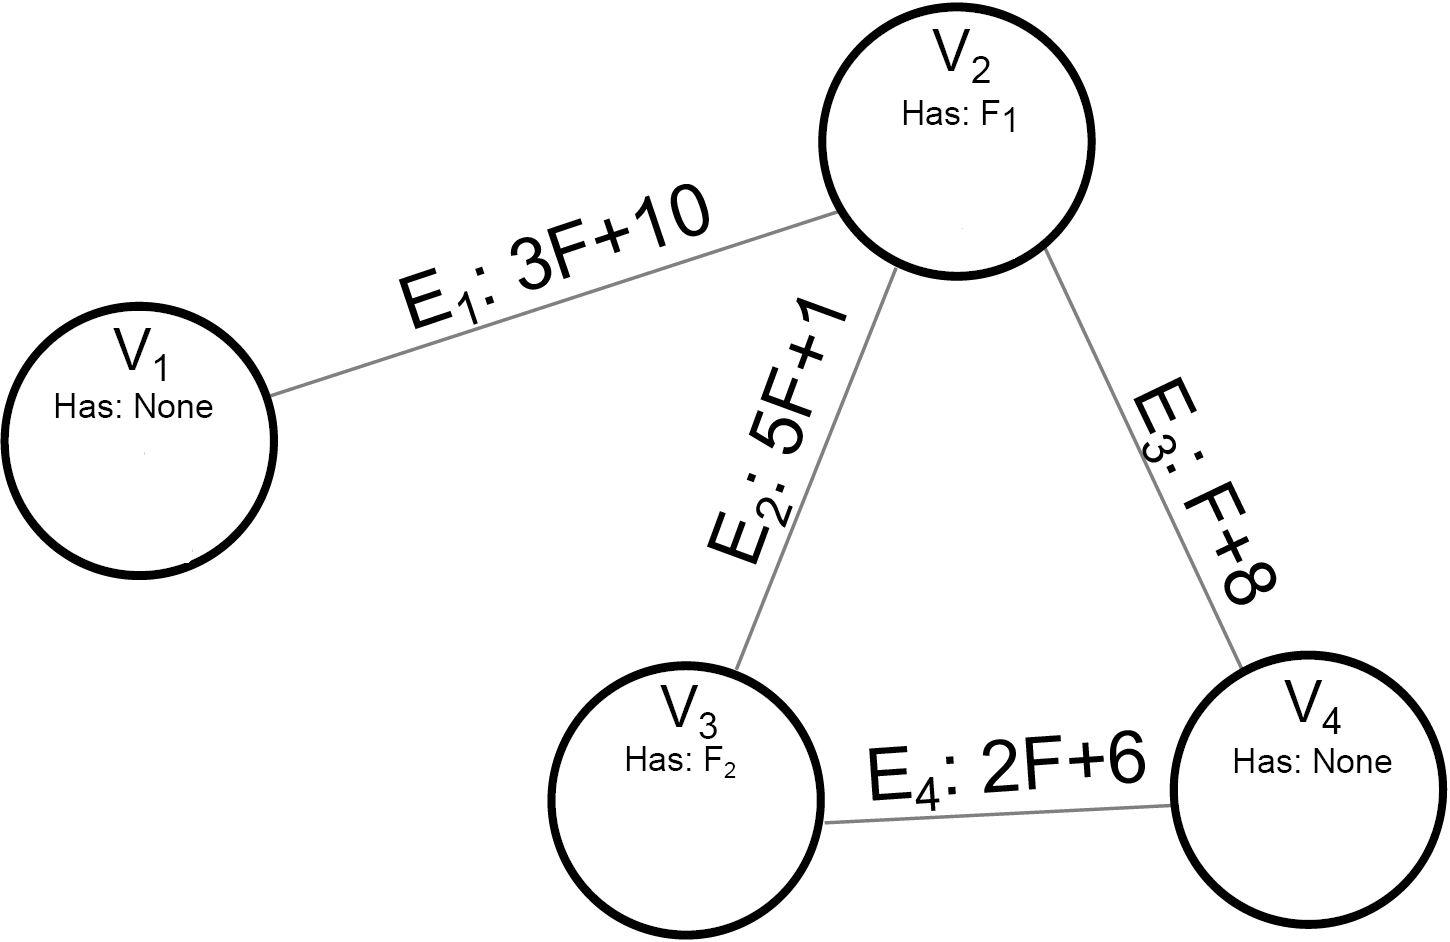 V₂
Has: F₁
E₁: 3F+10
V₁
Has: None
E₂: 5F+1
E₃: F+8
V₃
Has: F₂
E₄: 2F+6
V₄
Has: None